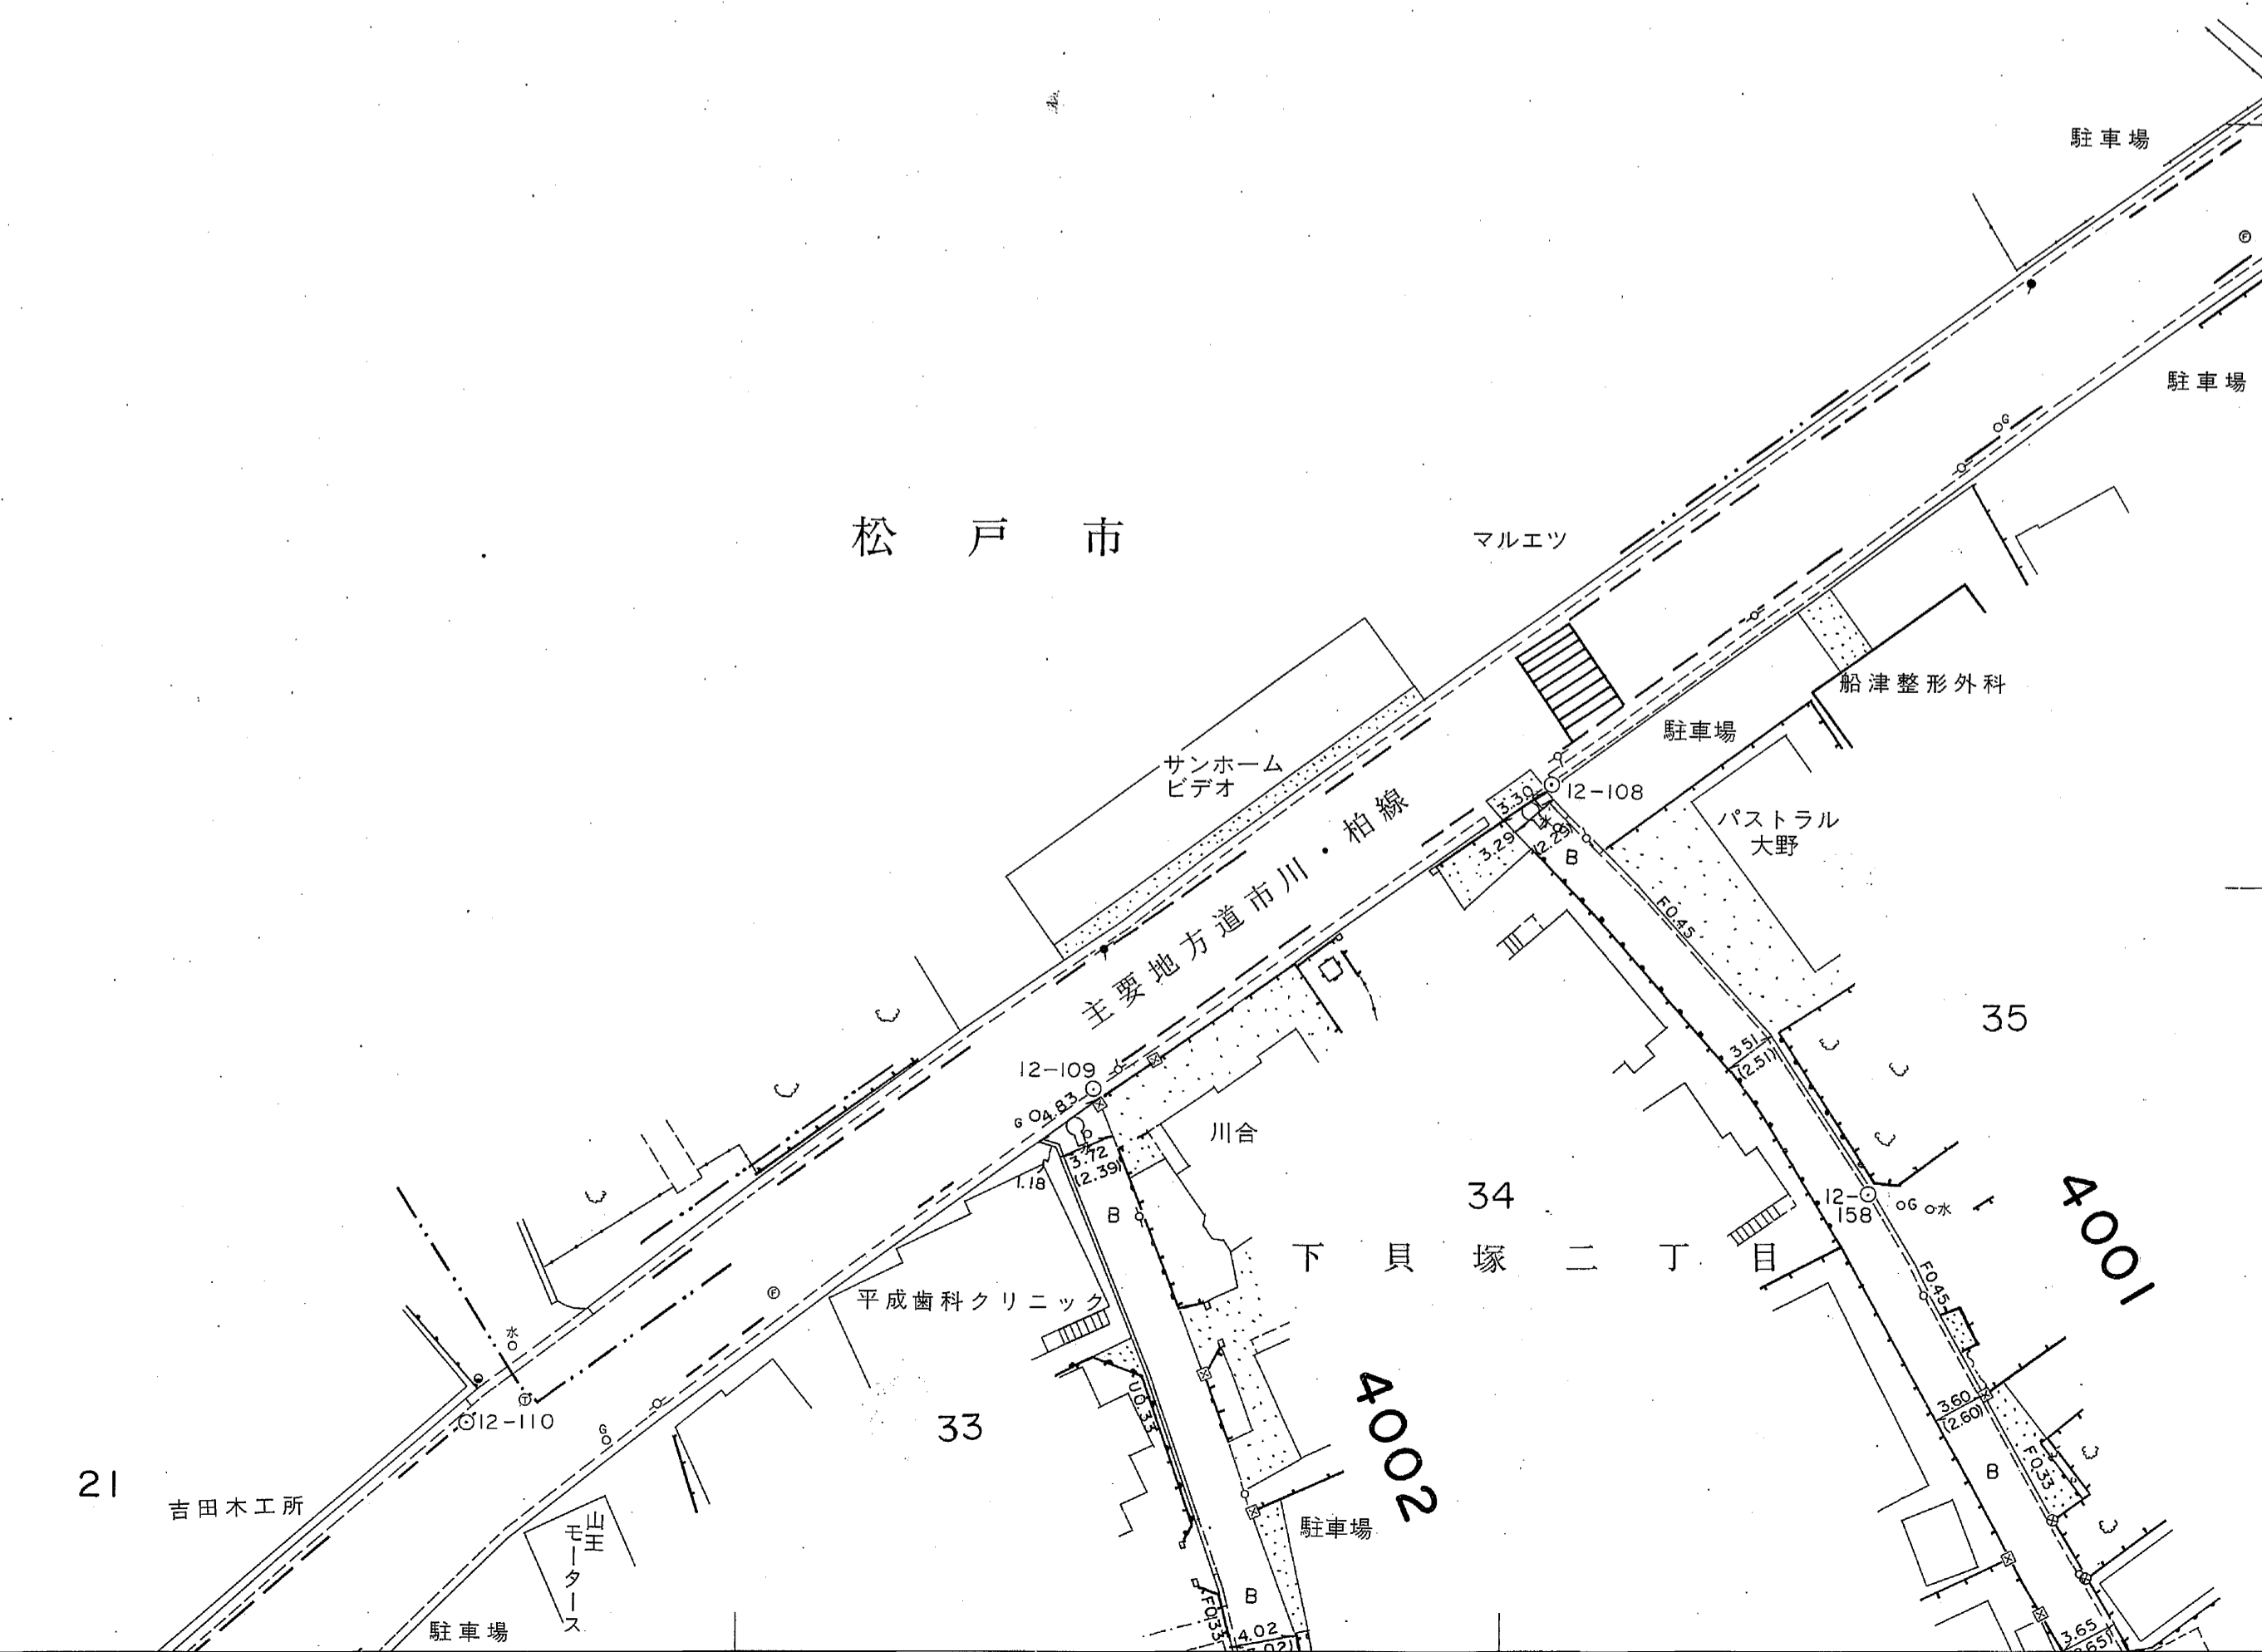 駐車場
Ⓕ
駐車場
G
松戸市
マルエツ
船津整形外科
駐車場
サンホーム
ビデオ
12-108
3.30
水
3.29
(2.29)
B
パストラル
大野
主要地方道市川・柏線
F0.45
35
3.51
(2.51)
12-109
G
4.83
水
3.72
(2.39)
1.18
川合
B
34
12-
158
G
水
4001
下貝塚二丁目
F0.45
平成歯科クリニック
Ⓕ
水
Ⓣ
12-110
G
U0.33
33
4002
3.60
(2.60)
B
F0.33
21
吉田木工所
山王
モータース
駐車場
駐車場
B
F0.33
4.02
3.65